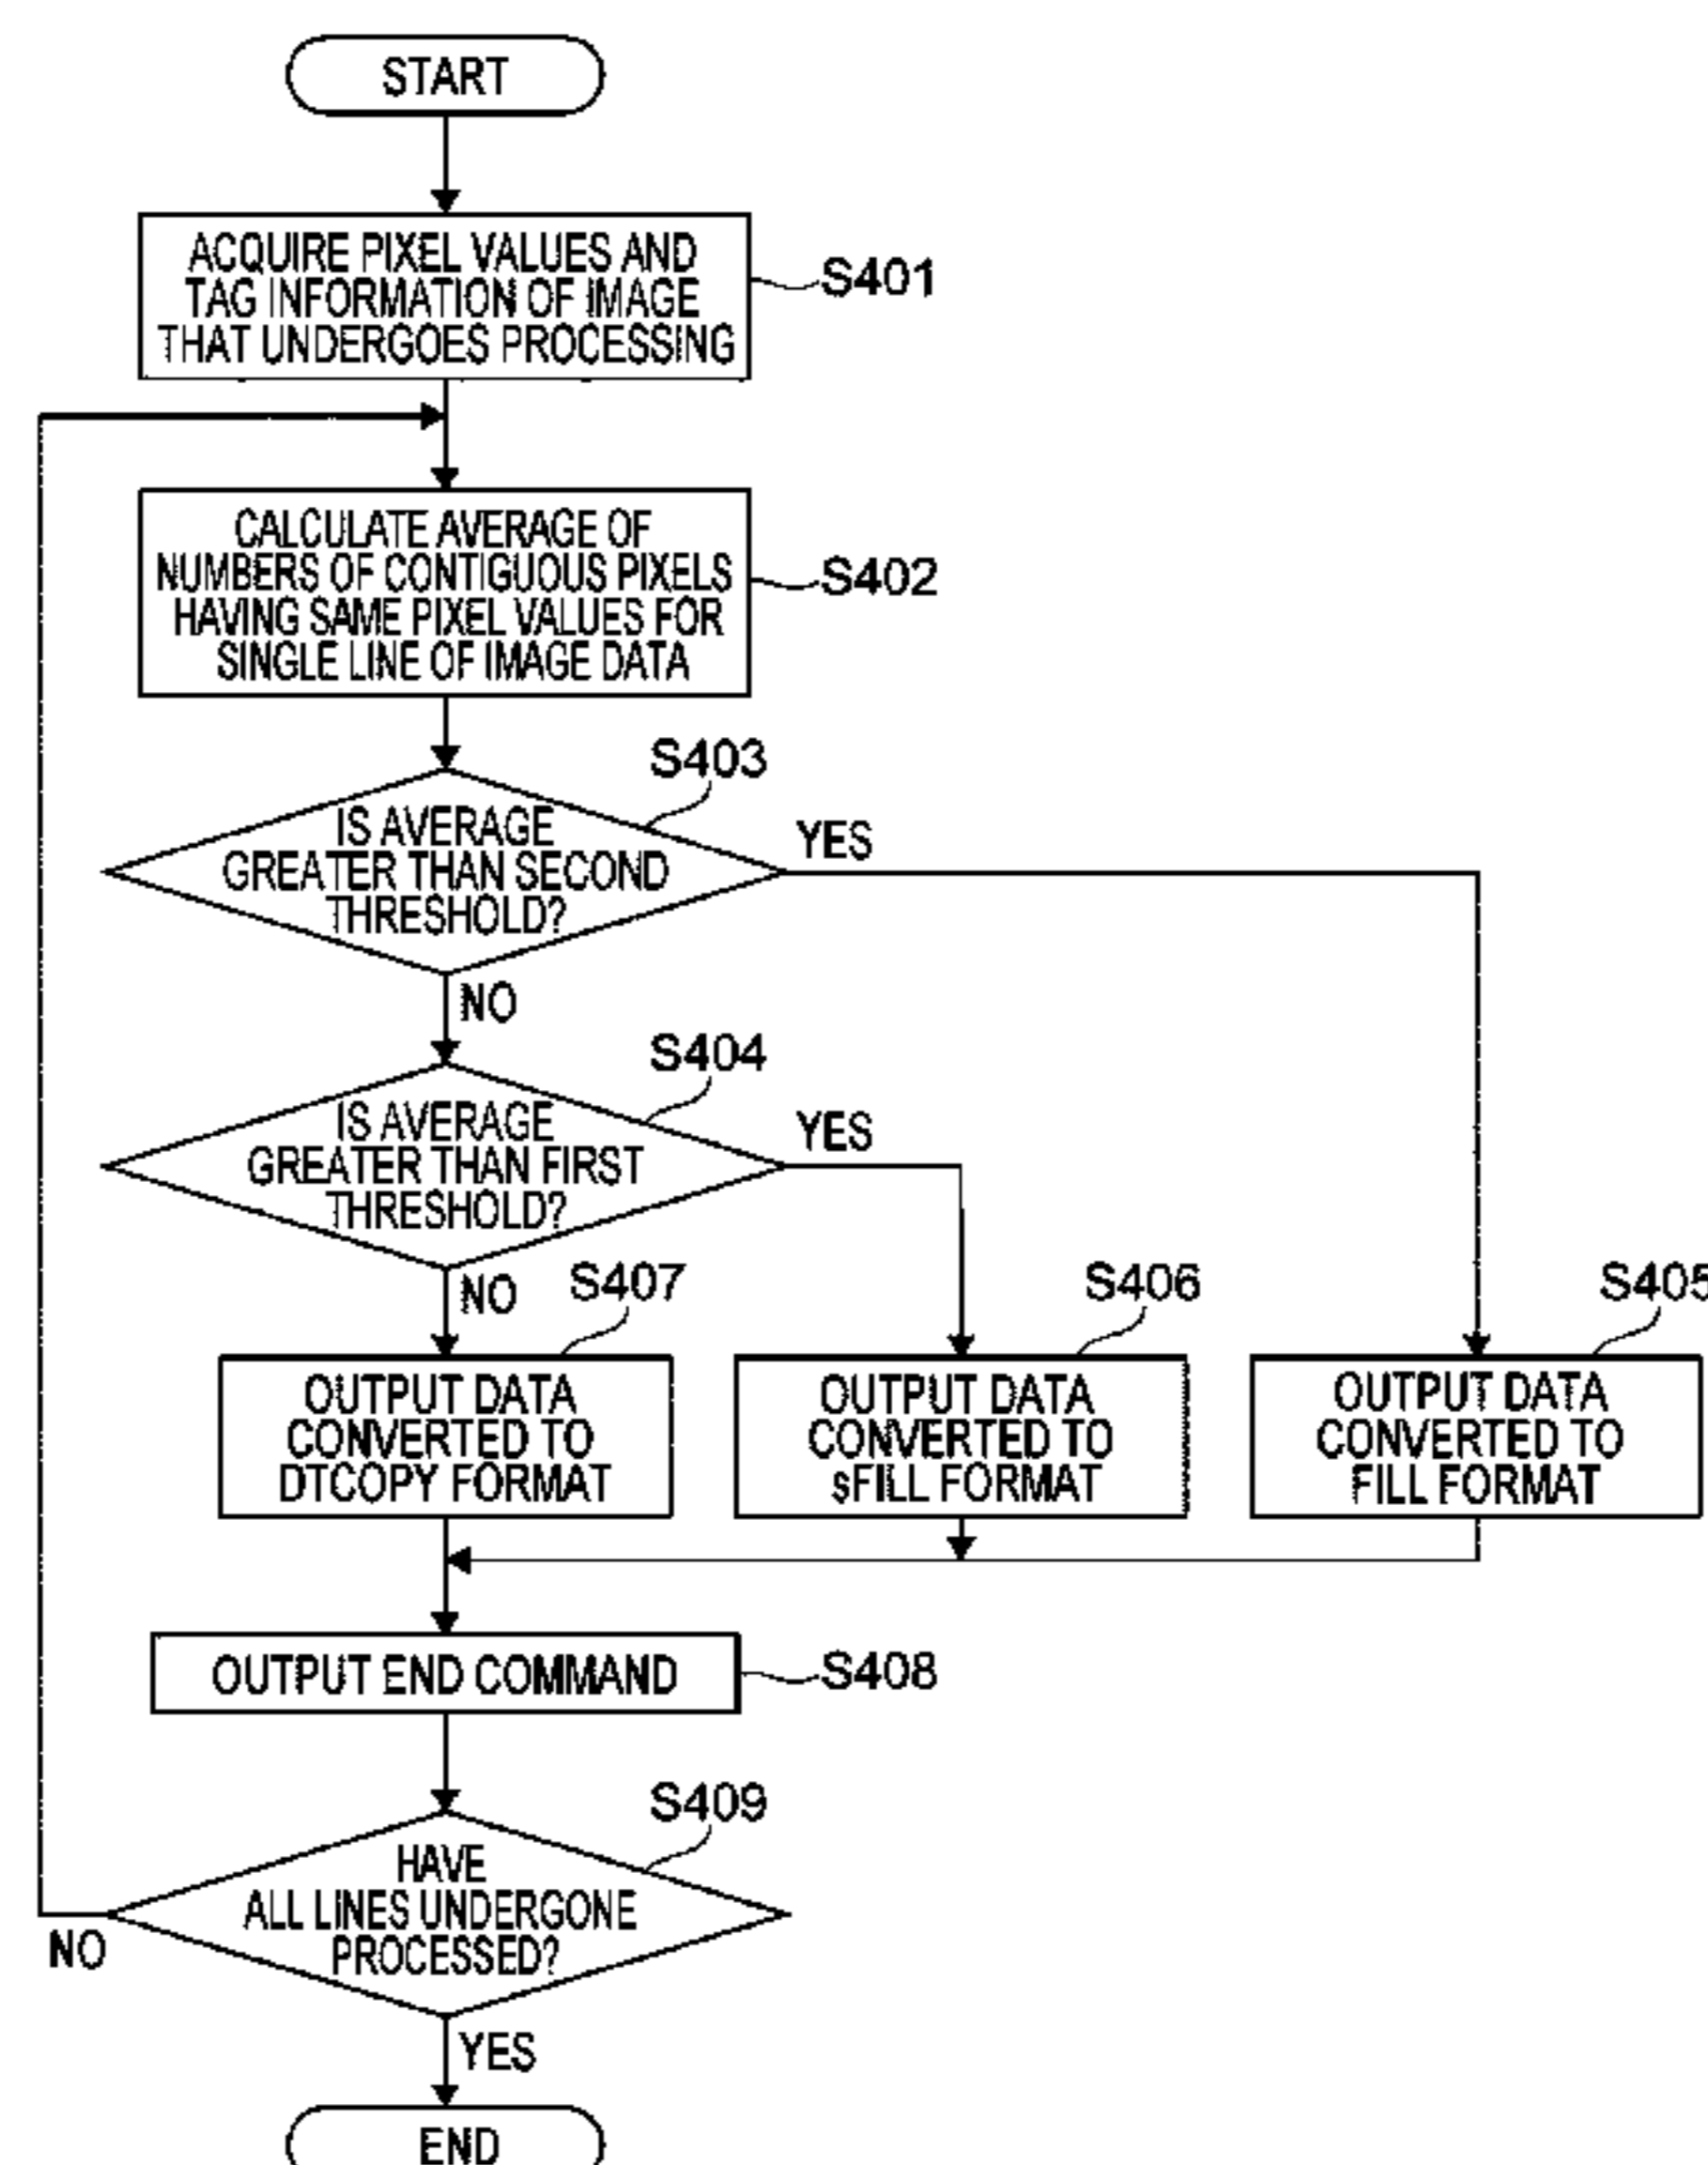 START
ACQUIRE PIXEL VALUES AND
TAG INFORMATION OF IMAGE
THAT UNDERGOES PROCESSING
S401
CALCULATE AVERAGE OF
NUMBERS OF CONTIGUOUS PIXELS
HAVING SAME PIXEL VALUES FOR
SINGLE LINE OF IMAGE DATA
S402
S403
IS AVERAGE
GREATER THAN SECOND
THRESHOLD?
YES
NO
S404
IS AVERAGE
GREATER THAN FIRST
THRESHOLD?
YES
NO
S407
OUTPUT DATA
CONVERTED TO
DTCOPY FORMAT
S406
OUTPUT DATA
CONVERTED TO
sFILL FORMAT
S405
OUTPUT DATA
CONVERTED TO
FILL FORMAT
OUTPUT END COMMAND
S408
S409
HAVE
ALL LINES UNDERGONE
PROCESSED?
NO
YES
END